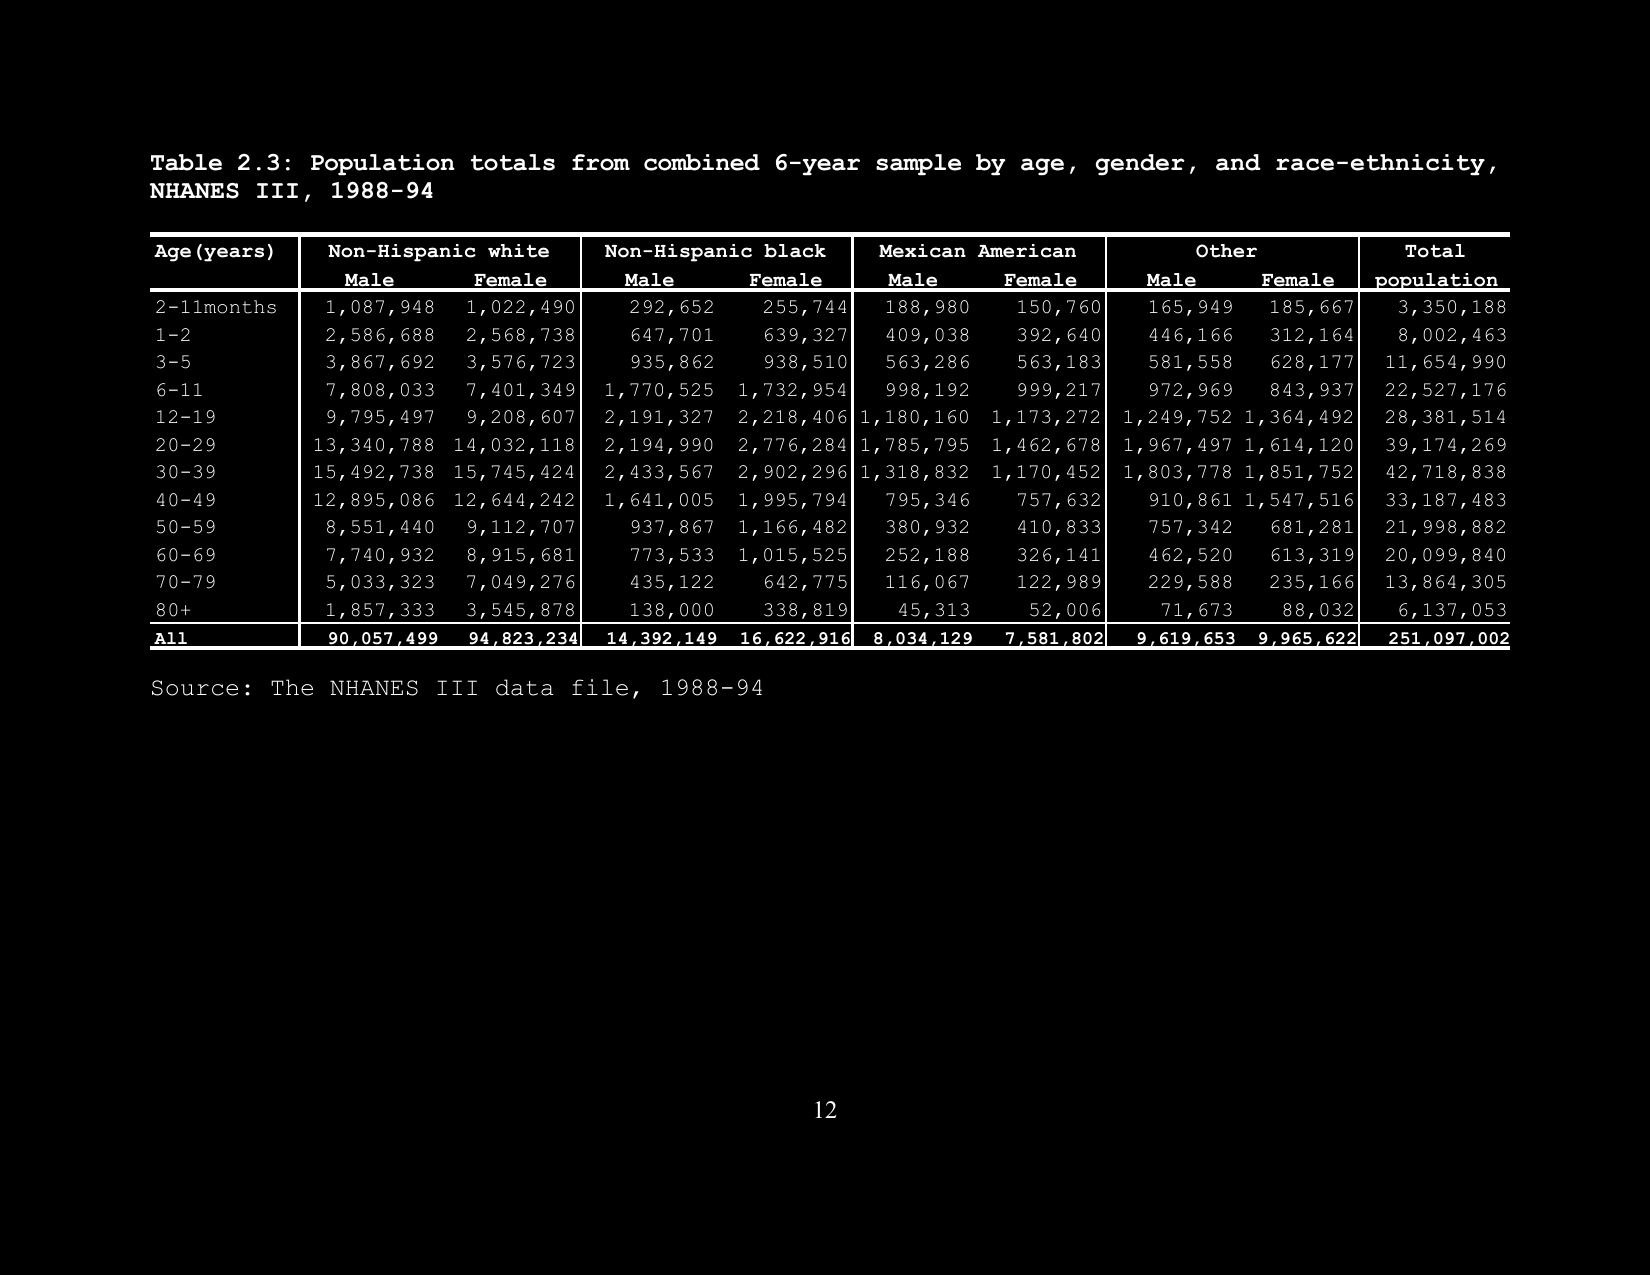 Table 2.3: Population totals from combined 6-year sample by age, gender, and race-ethnicity,
NHANES III, 1988-94
Age(years) Non-Hispanic white Non-Hispanic black Mexican American Other Total
Male Female Male Female Male Female Male Female population
2-11months 1,087,948 1,022,490 292,652 255,744 188,980 150,760 165,949 185,667 3,350,188
1-2 2,586,688 2,568,738 647,701 639,327 409,038 392,640 446,166 312,164 8,002,463
3-5 3,867,692 3,576,723 935,862 938,510 563,286 563,183 581,558 628,177 11,654,990
6-11 7,808,033 7,401,349 1,770,525 1,732,954 998,192 999,217 972,969 843,937 22,527,176
12-19 9,795,497 9,208,607 2,191,327 2,218,406 1,180,160 1,173,272 1,249,752 1,364,492 28,381,514
20-29 13,340,788 14,032,118 2,194,990 2,776,284 1,785,795 1,462,678 1,967,497 1,614,120 39,174,269
30-39 15,492,738 15,745,424 2,433,567 2,902,296 1,318,832 1,170,452 1,803,778 1,851,752 42,718,838
40-49 12,895,086 12,644,242 1,641,005 1,995,794 795,346 757,632 910,861 1,547,516 33,187,483
50-59 8,551,440 9,112,707 937,867 1,166,482 380,932 410,833 757,342 681,281 21,998,882
60-69 7,740,932 8,915,681 773,533 1,015,525 252,188 326,141 462,520 613,319 20,099,840
70-79 5,033,323 7,049,276 435,122 642,775 116,067 122,989 229,588 235,166 13,864,305
80+ 1,857,333 3,545,878 138,000 338,819 45,313 52,006 71,673 88,032 6,137,053
All 90,057,499 94,823,234 14,392,149 16,622,916 8,034,129 7,581,802 9,619,653 9,965,622 251,097,002
Source: The NHANES III data file, 1988-94
12